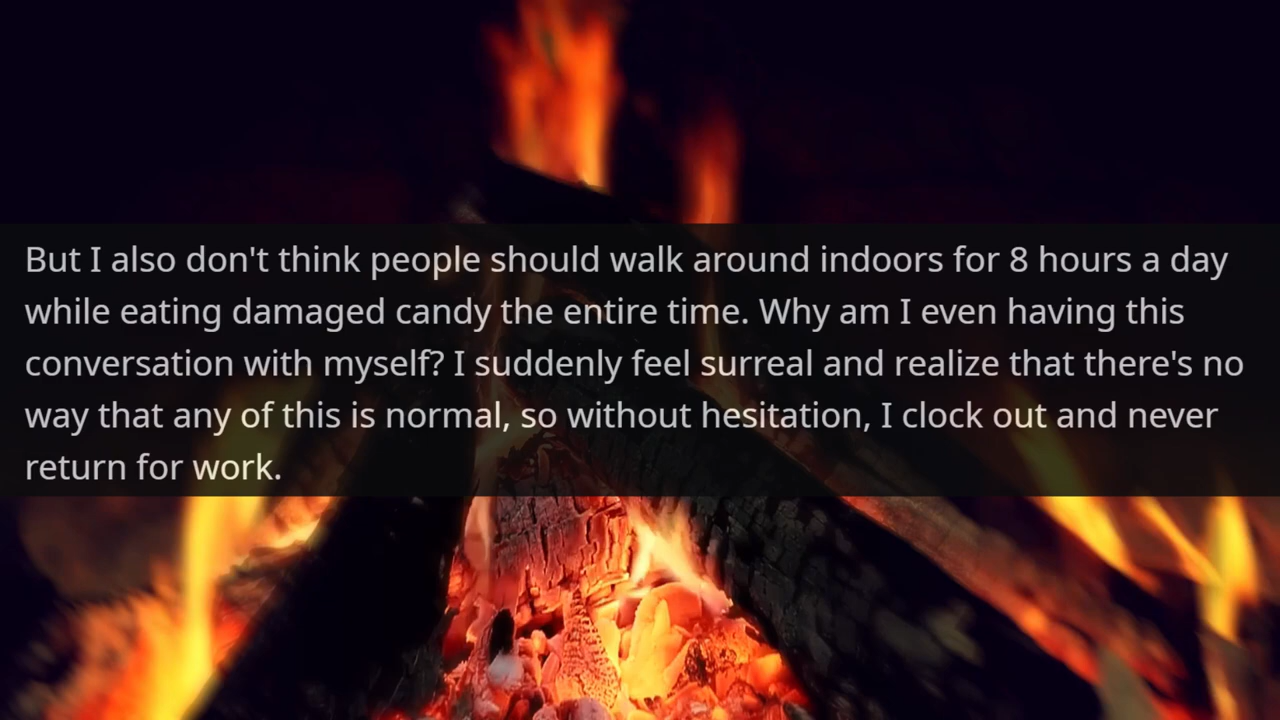 But I also don't think people should walk around indoors for 8 hours a day
while eating damaged candy the entire time. Why am I even having this
conversation with myself? I suddenly feel surreal and realize that there's no
way that any of this is normal, so without hesitation, I clock out and never
return for work.